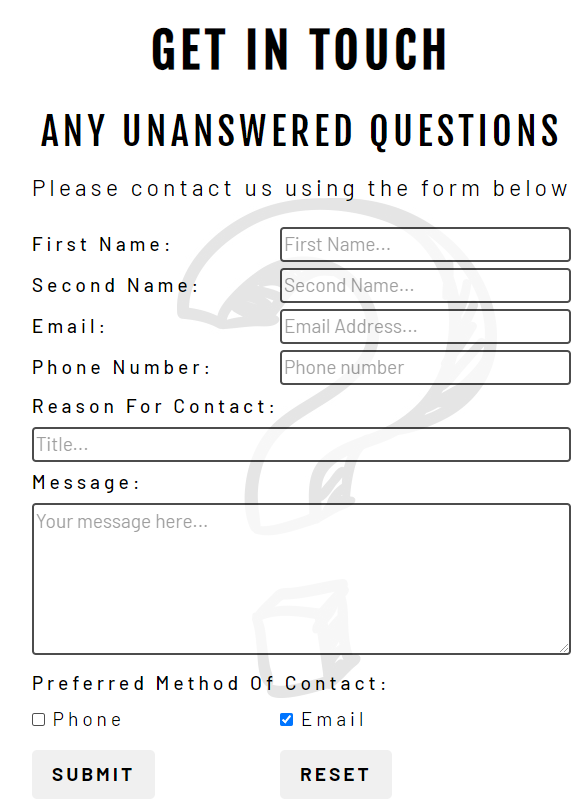 GET IN TOUCH
ANY UNANSWERED QUESTIONS
Please contact us using the form below
First Name: First Name...
Second Name: Second Name...
Email: Email Address...
Phone Number: Phone number
Reason For Contact:
Title...
Message:
Your message here...
Preferred Method Of Contact:
Phone Email
SUBMIT RESET